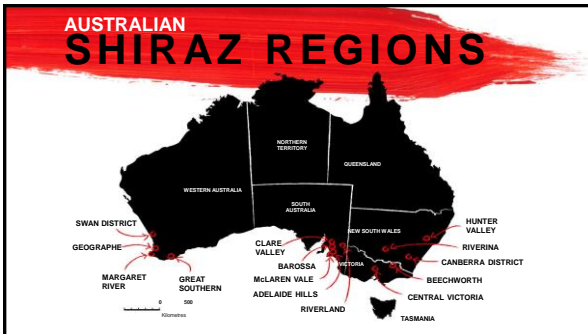 AUSTRALIAN
SHIRAZ REGIONS
NORTHERN
TERRITORY
QUEENSLAND
WESTERN AUSTRALIA
SOUTH
AUSTRALIA
NEW SOUTH WALES
VICTORIA
SWAN DISTRICT
GEOGRAPHE
MARGARET
RIVER
GREAT
SOUTHERN
CLARE
VALLEY
BAROSSA
McLAREN VALE
ADELAIDE HILLS
RIVERLAND
HUNTER
VALLEY
RIVERINA
CANBERRA DISTRICT
BEECHWORTH
CENTRAL VICTORIA
TASMANIA
0 500
Kilometres